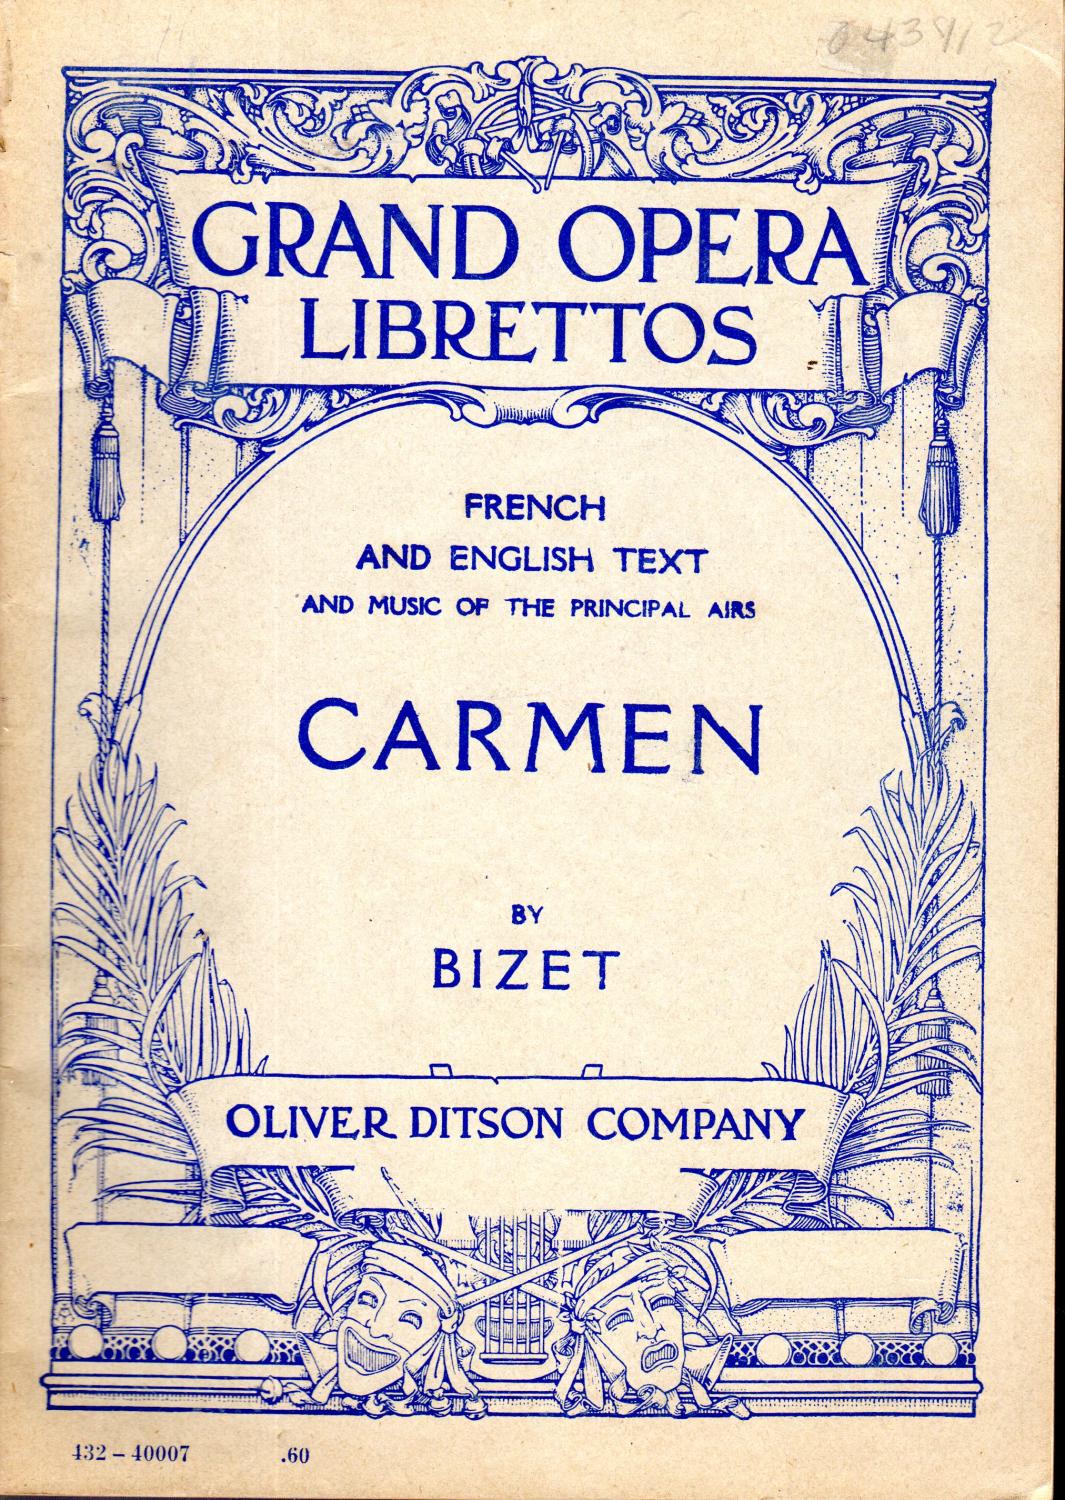 GRAND OPERA
LIBRETTOS
FRENCH
AND ENGLISH TEXT
AND MUSIC OF THE PRINCIPAL AIRS
CARMEN
BY
BIZET
OLIVER DITSON COMPANY
432 – 40007 .60